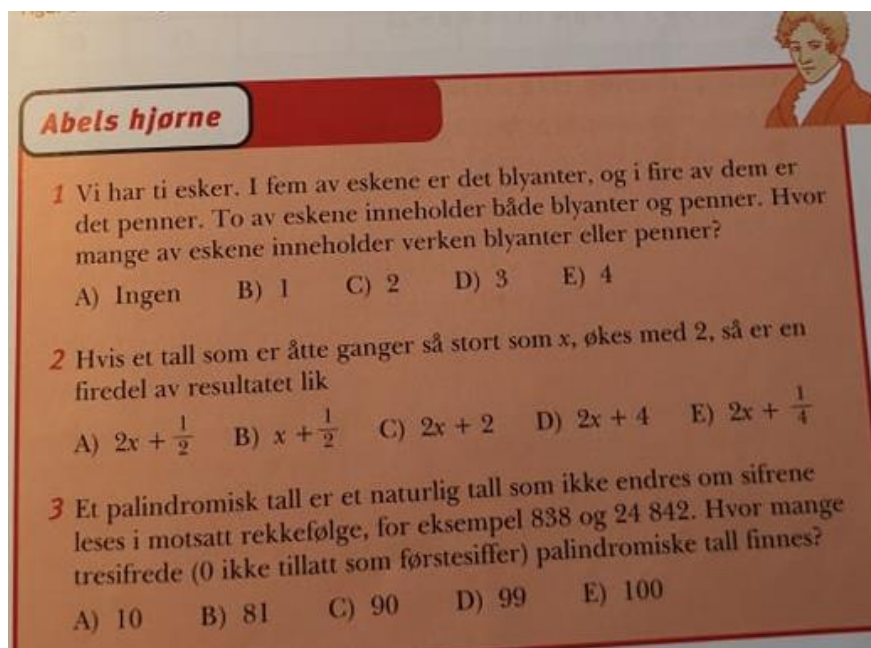 Abels hjørne
1 Vi har ti esker. I fem av eskene er det blyanter, og i fire av dem er
det penner. To av eskene inneholder både blyanter og penner. Hvor
mange av eskene inneholder verken blyanter eller penner?
A) Ingen B) 1 C) 2 D) 3 E) 4
2 Hvis et tall som er åtte ganger så stort som x, økes med 2, så er en
firedel av resultatet lik
A) 2x + 1/2 B) x + 1/2 C) 2x + 2 D) 2x + 4 E) 2x + 1/4
3 Et palindromisk tall er et naturlig tall som ikke endres om sifrene
leses i motsatt rekkefølge, for eksempel 838 og 24 842. Hvor mange
tresifrede (0 ikke tillatt som førstesiffer) palindromiske tall finnes?
A) 10 B) 81 C) 90 D) 99 E) 100